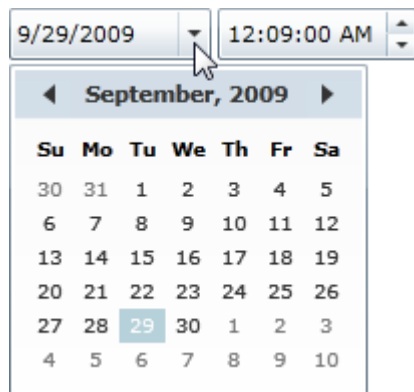 9/29/2009 12:09:00 AM
September, 2009
Su Mo Tu We Th Fr Sa
30 31 1 2 3 4 5
6 7 8 9 10 11 12
13 14 15 16 17 18 19
20 21 22 23 24 25 26
27 28 29 30 1 2 3
4 5 6 7 8 9 10